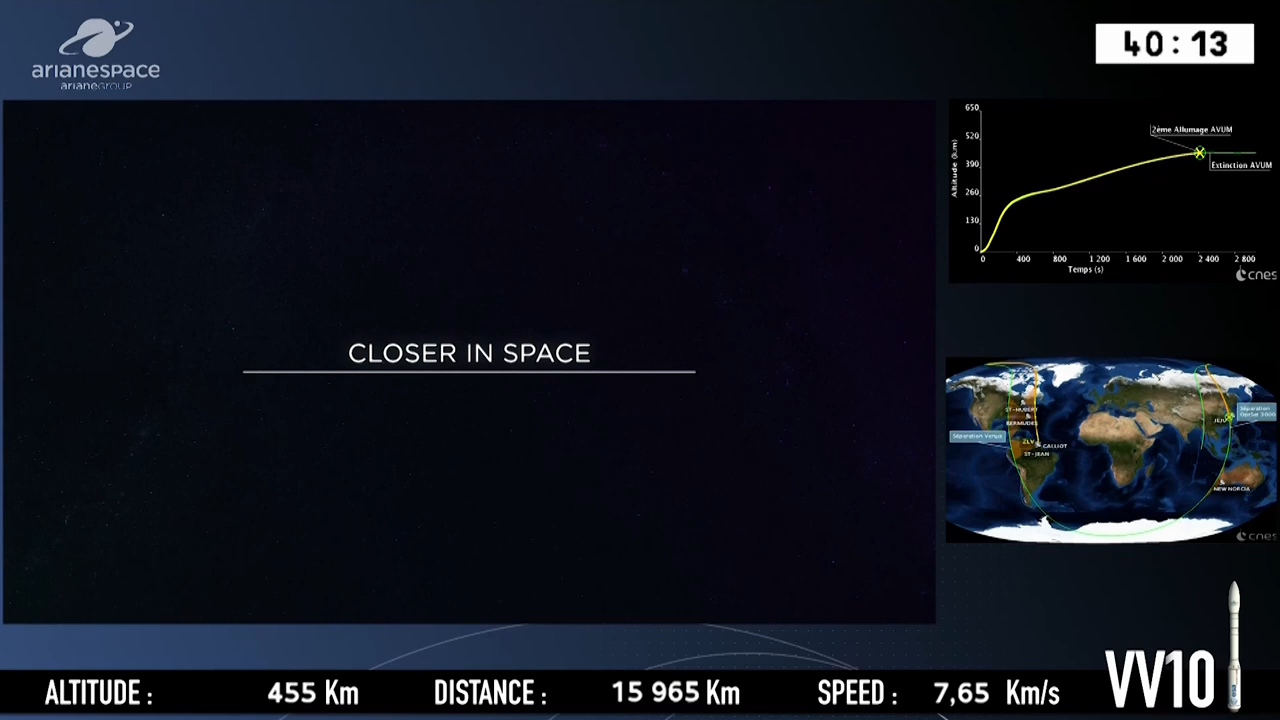 arianespace
arianeGROUP
40:13
650
520
390
260
130
0
Altitude (km)
2ème Allumage AVUM
Extinction AVUM
0 400 800 1 200 1 600 2 000 2 400 2 800
Temps (s)
cnes
CLOSER IN SPACE
ST-HUBERT
BERMUDES
Séparation Venµs
ZLV
GALLIOT
ST-JEAN
JEJU
Séparation
OptSat 3000
NEW NORCIA
cnes
VV10
ALTITUDE : 455 Km DISTANCE : 15 965 Km SPEED : 7,65 Km/s